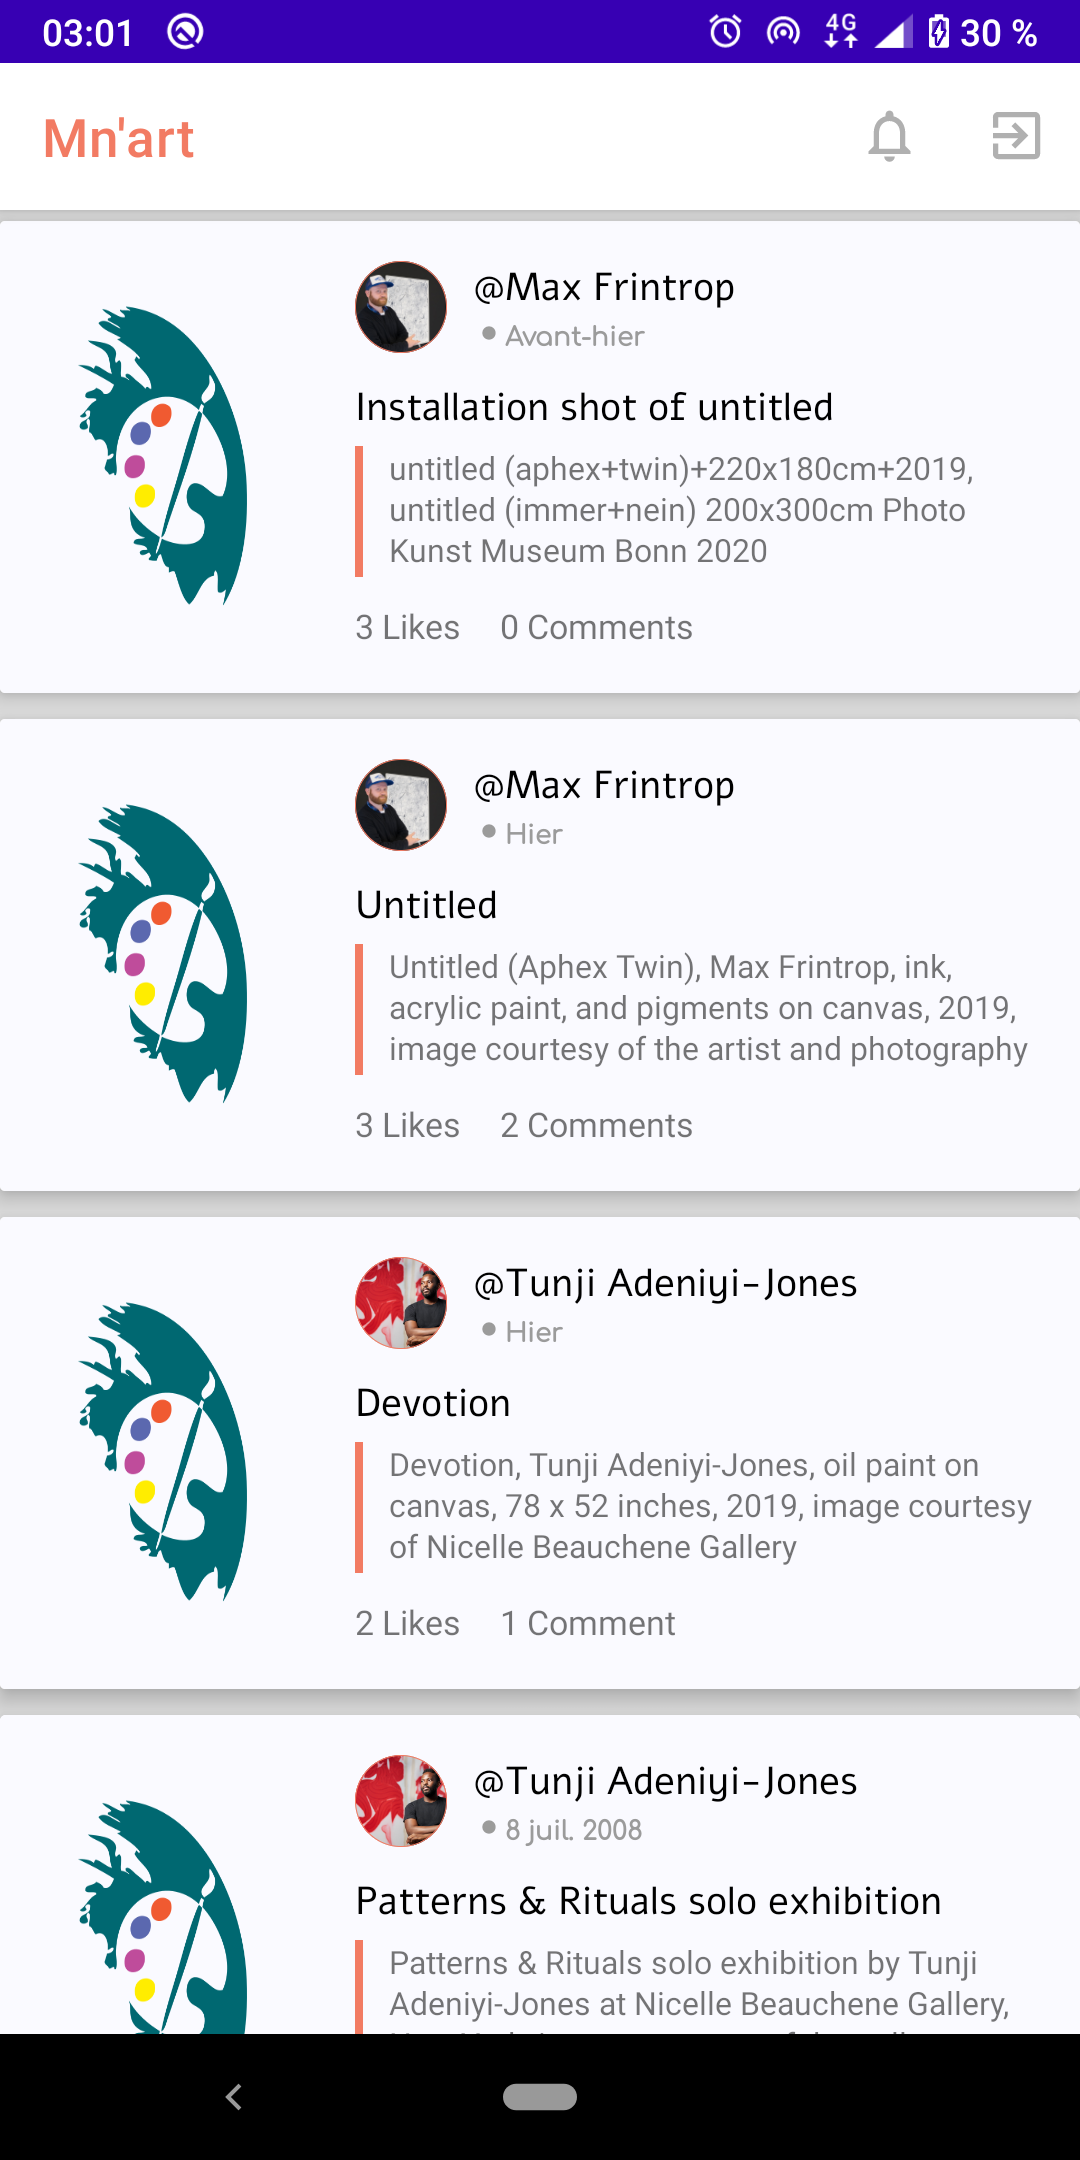 03:01
4G
30 %
Mn'art
@Max Frintrop
Avant-hier
Installation shot of untitled
untitled (aphex+twin)+220x180cm+2019,
untitled (immer+nein) 200x300cm Photo
Kunst Museum Bonn 2020
3 Likes 0 Comments
@Max Frintrop
Hier
Untitled
Untitled (Aphex Twin), Max Frintrop, ink,
acrylic paint, and pigments on canvas, 2019,
image courtesy of the artist and photography
3 Likes 2 Comments
@Tunji Adeniyi-Jones
Hier
Devotion
Devotion, Tunji Adeniyi-Jones, oil paint on
canvas, 78 x 52 inches, 2019, image courtesy
of Nicelle Beauchene Gallery
2 Likes 1 Comment
@Tunji Adeniyi-Jones
8 juil. 2008
Patterns & Rituals solo exhibition
Patterns & Rituals solo exhibition by Tunji
Adeniyi-Jones at Nicelle Beauchene Gallery,